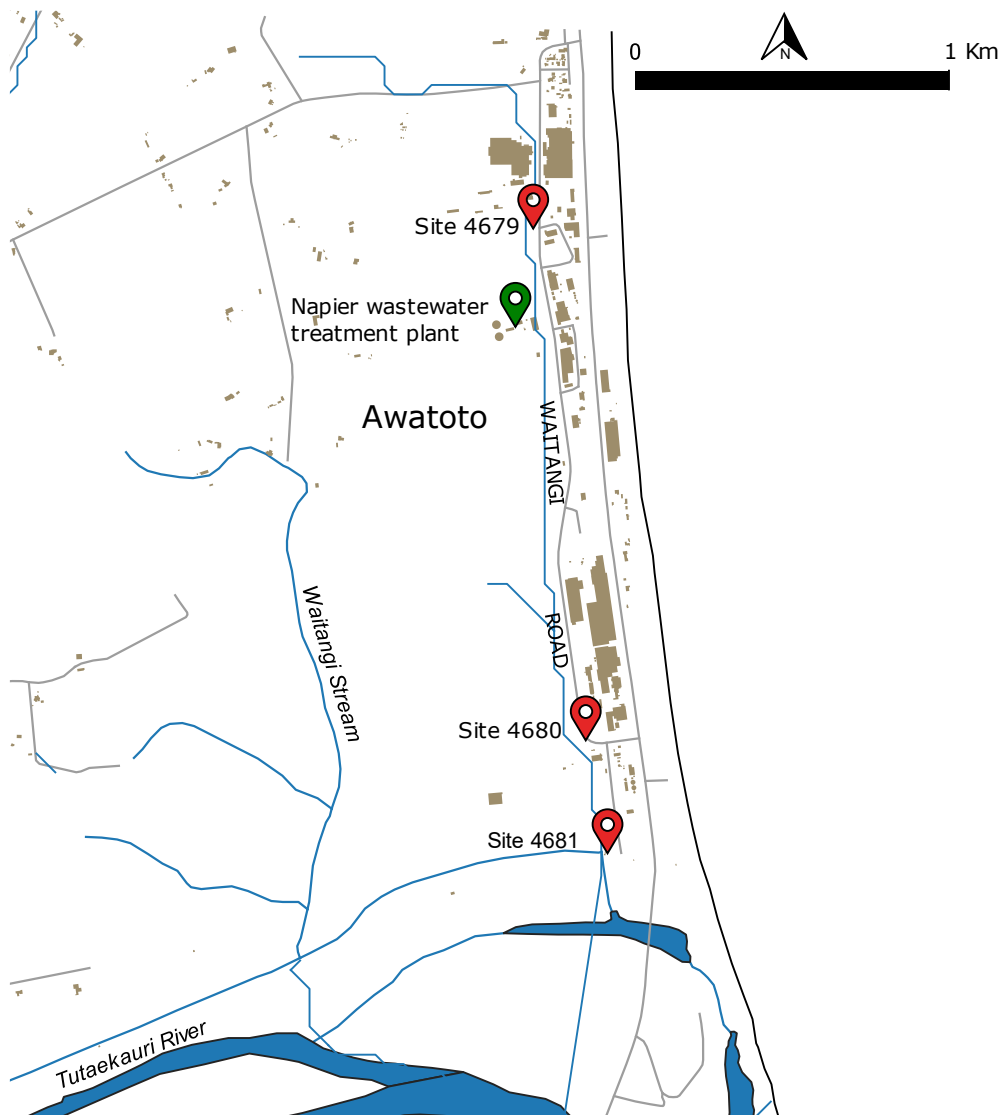 0 1 Km
N
Site 4679
Napier wastewater
treatment plant
Awatoto
WAITANGI
ROAD
Waitangi Stream
Site 4680
Site 4681
Tutaekauri River